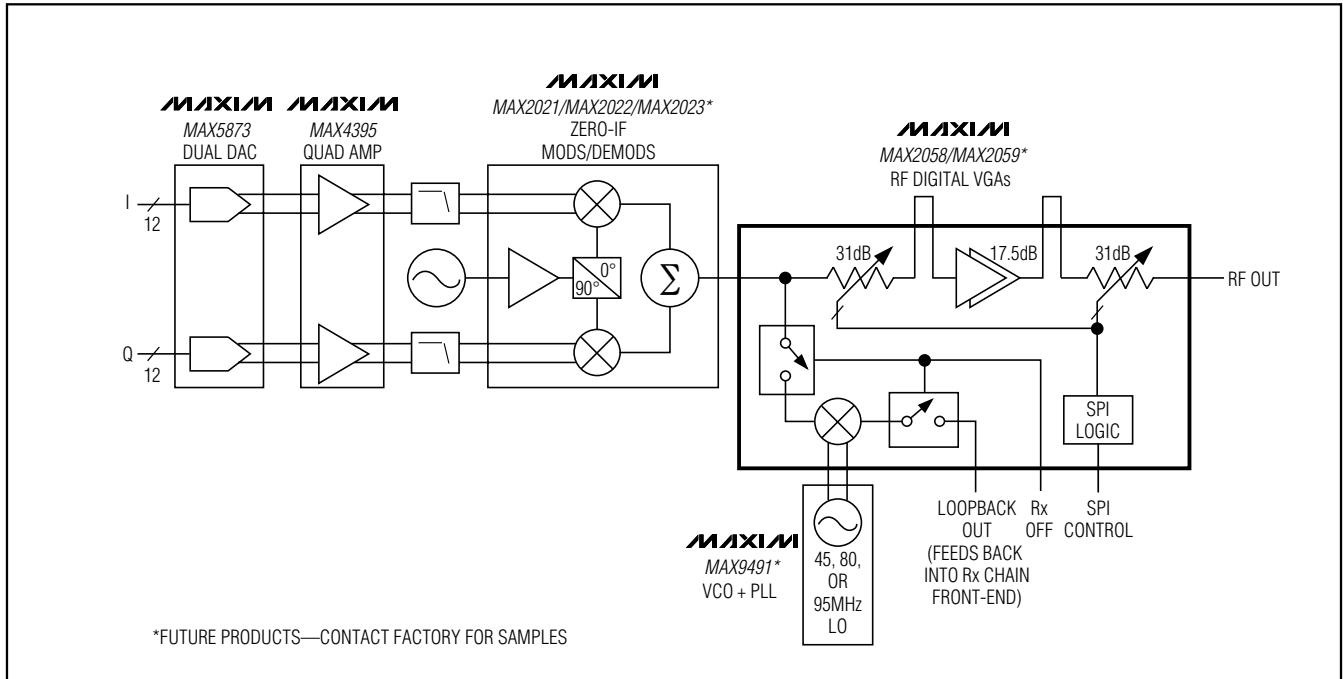 MAXIM
MAX2021/MAX2022/MAX2023*
ZERO-IF
MODS/DEMODS
MAXIM
MAX5873
DUAL DAC
MAXIM
MAX4395
QUAD AMP
MAXIM
MAX2058/MAX2059*
RF DIGITAL VGAs
I
12
0°
90°
Σ
31dB
17.5dB
31dB
RF OUT
Q
12
SPI
LOGIC
LOOPBACK
OUT
(FEEDS BACK
INTO Rx CHAIN
FRONT-END)
Rx
OFF
SPI
CONTROL
MAXIM
MAX9491*
VCO + PLL
45, 80,
OR
95MHz
LO
*FUTURE PRODUCTS—CONTACT FACTORY FOR SAMPLES